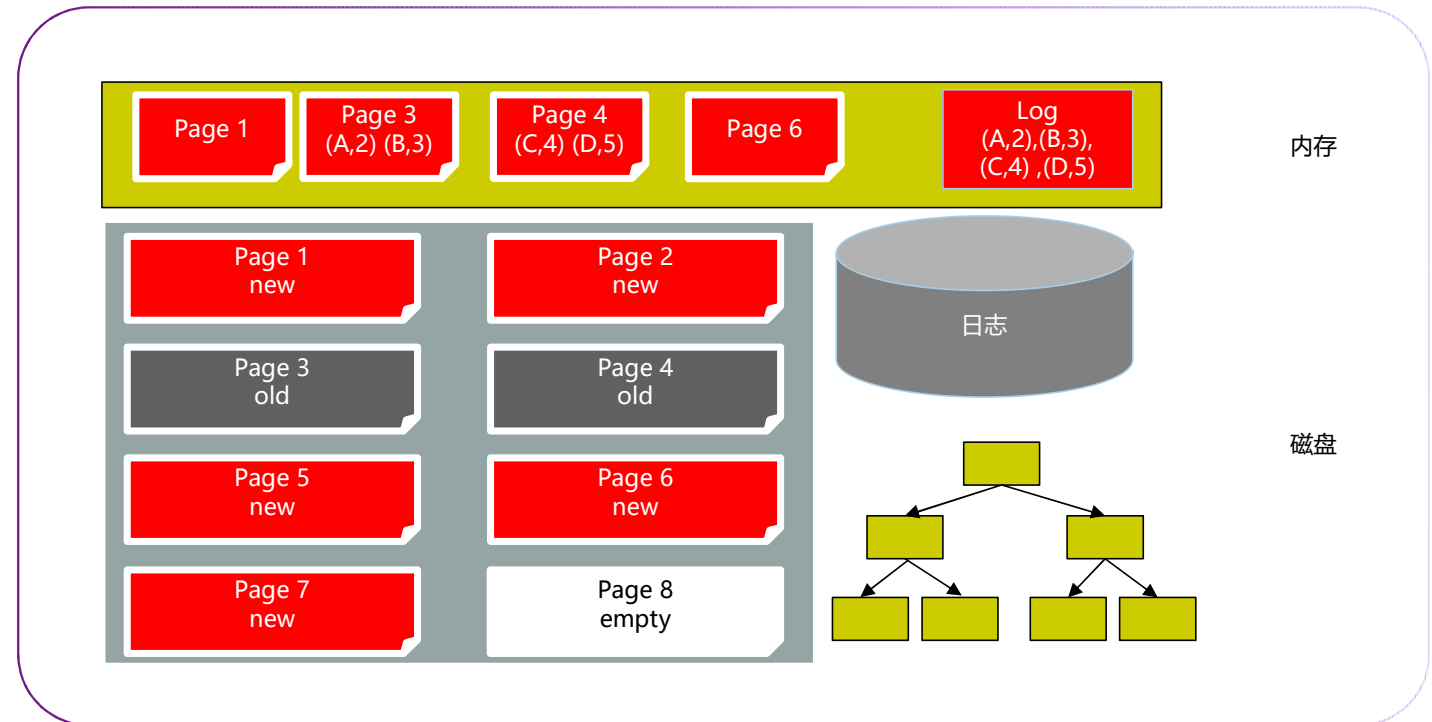 Page 1
Page 3
(A,2) (B,3)
Page 4
(C,4) (D,5)
Page 6
Log
(A,2),(B,3),
(C,4) ,(D,5)
内存
Page 1
new
Page 2
new
日志
Page 3
old
Page 4
old
磁盘
Page 5
new
Page 6
new
Page 7
new
Page 8
empty